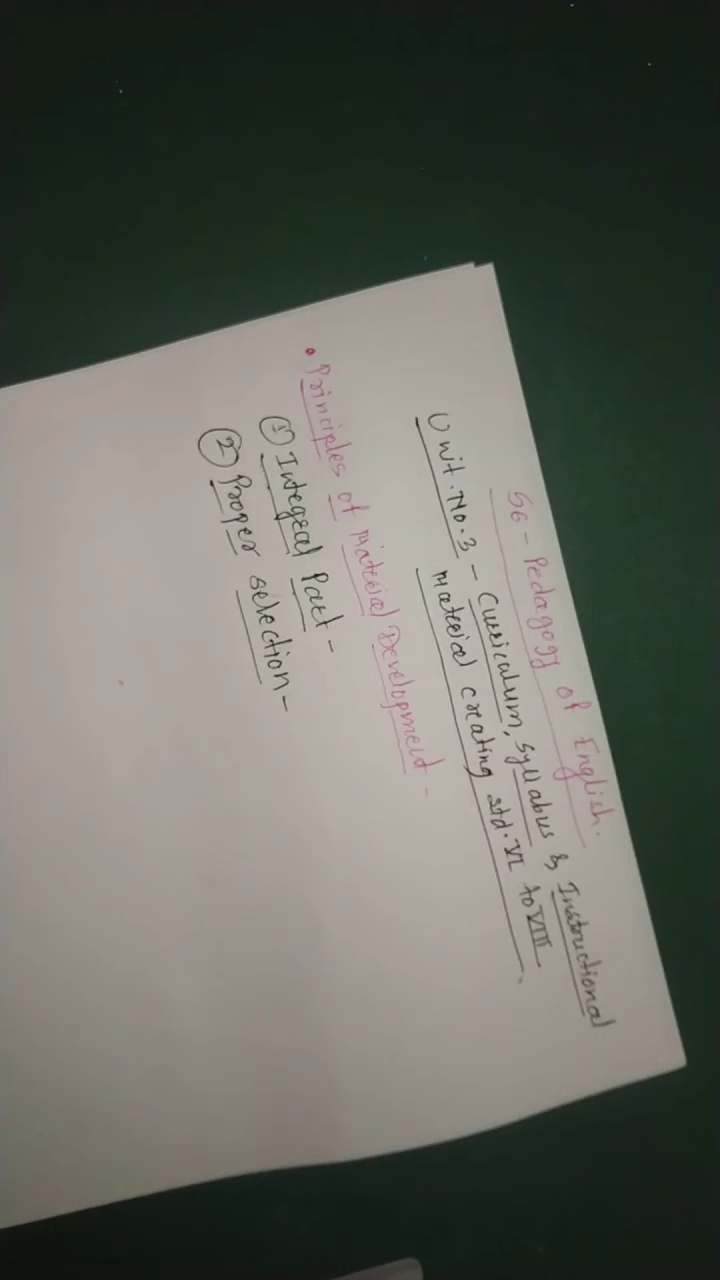 S6 - Pedagogy of English.
Unit. No. 3 - Curriculum, syllabus & Instructional
material creating std. VI to VIII.
• Principles of material Development -
① Integral Part -
② Proper selection -